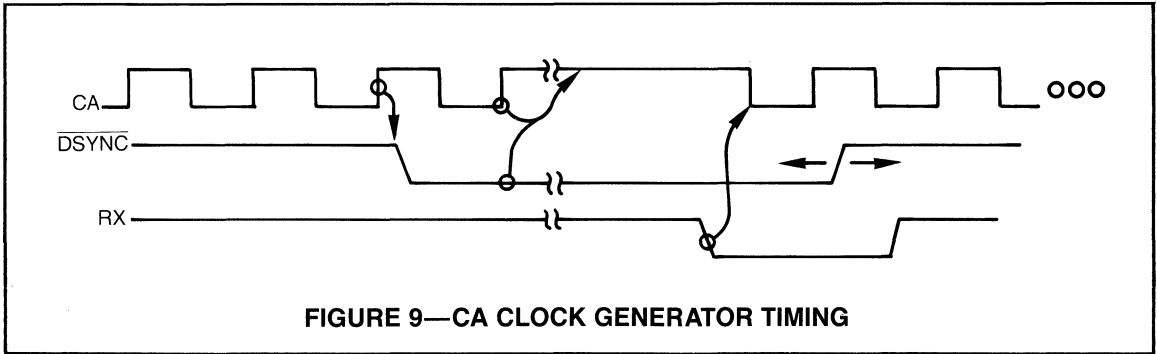 CA
DSYNC
RX
FIGURE 9—CA CLOCK GENERATOR TIMING